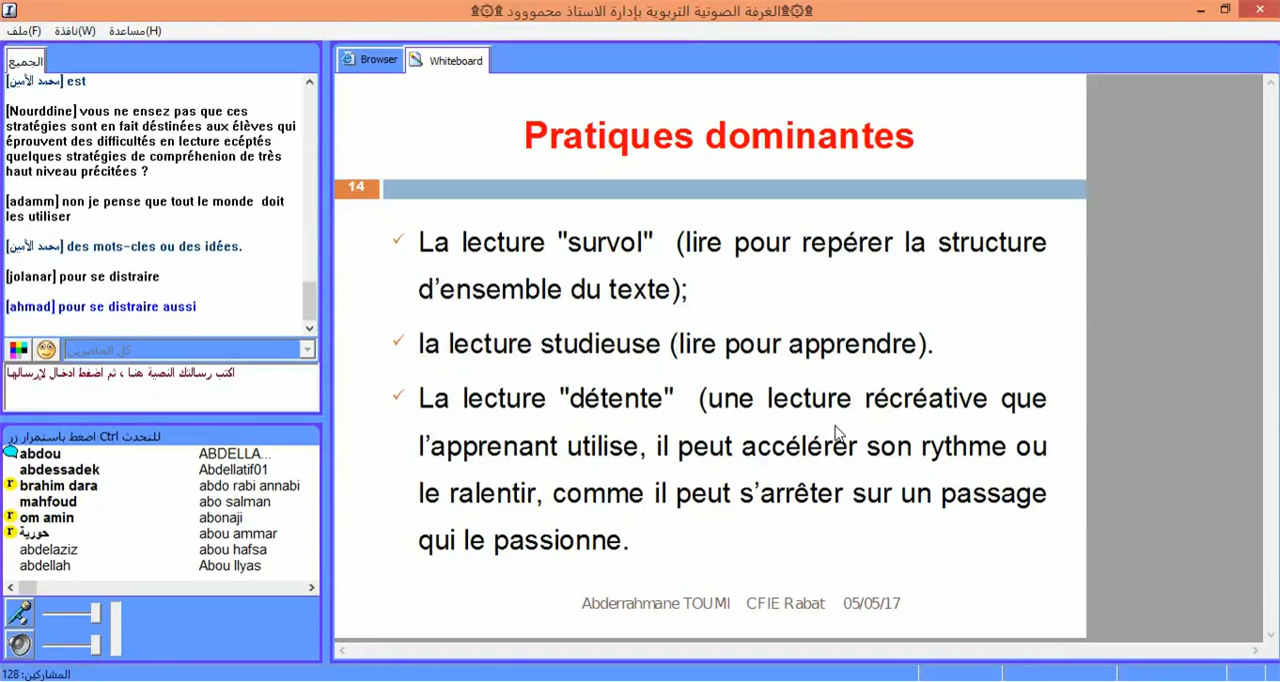 ۩۞۩الغرفة الصوتية التربوية بإدارة الاستاذ محمووود۩۞۩
ملف(F) نافذة(W) مساعدة(H)
الجميع
[محمد الأمين] est
[Nourddine] vous ne ensez pas que ces
stratégies sont en fait déstinées aux élèves qui
éprouvent des difficultés en lecture ecéptés
quelques stratégies de compréhenion de très
haut niveau précitées ?
[adamm] non je pense que tout le monde doit
les utiliser
[محمد الأمين] des mots-cles ou des idées.
[jolanar] pour se distraire
[ahmad] pour se distraire aussi
كل الحاضرين
اكتب رسالتك النصية هنا ، ثم اضغط ادخال لإرسالها
للتحدث Ctrl اضغط باستمرار زر
abdou ABDELLA...
abdessadek Abdellatif01
brahim dara abdo rabi annabi
mahfoud abo salman
om amin abonaji
حورية abou ammar
abdelaziz abou hafsa
abdellah Abou Ilyas
المشاركين: 128
Browser Whiteboard
Pratiques dominantes
14
La lecture "survol" (lire pour repérer la structure
d’ensemble du texte);
la lecture studieuse (lire pour apprendre).
La lecture "détente" (une lecture récréative que
l’apprenant utilise, il peut accélérer son rythme ou
le ralentir, comme il peut s’arrêter sur un passage
qui le passionne.
Abderrahmane TOUMI CFIE Rabat 05/05/17